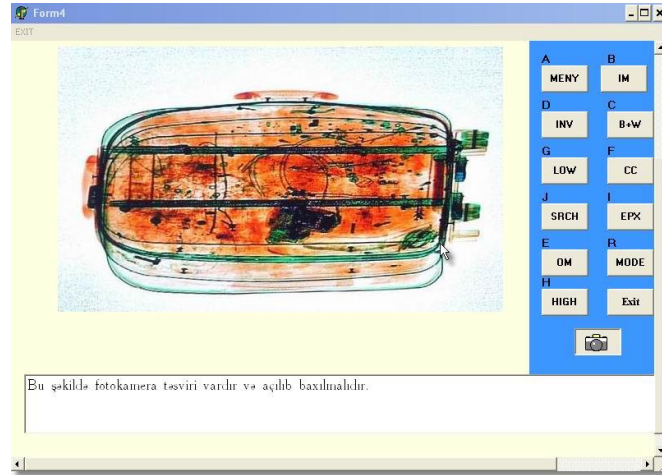 Form4
EXIT
A B
MENY IM
D C
INV B+W
G F
LOW CC
J I
SRCH EPX
E R
OM MODE
H
HIGH Exit
Bu şəkildə fotokamera təsviri vardır və açılıb baxılmalıdır.